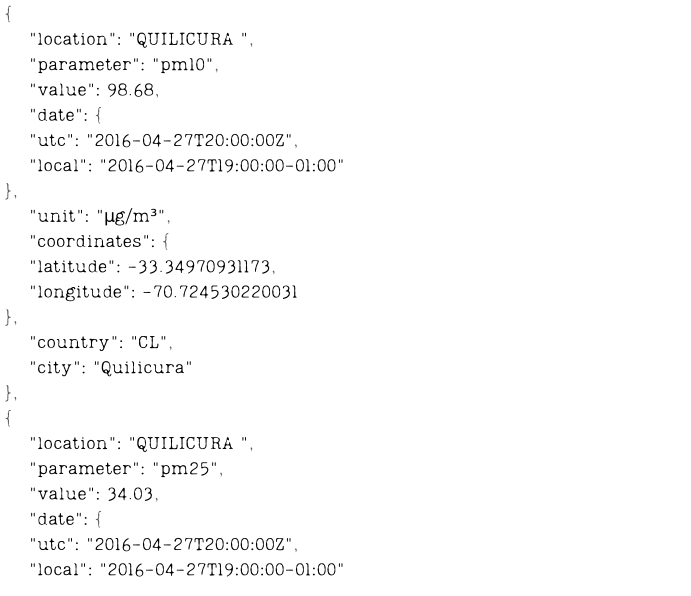 {
"location": "QUILICURA ",
"parameter": "pm10",
"value": 98.68,
"date": {
"utc": "2016-04-27T20:00:00Z",
"local": "2016-04-27T19:00:00-01:00"
},
"unit": "µg/m³",
"coordinates": {
"latitude": -33.34970931173,
"longitude": -70.724530220031
},
"country": "CL",
"city": "Quilicura"
},
{
"location": "QUILICURA ",
"parameter": "pm25",
"value": 34.03,
"date": {
"utc": "2016-04-27T20:00:00Z",
"local": "2016-04-27T19:00:00-01:00"